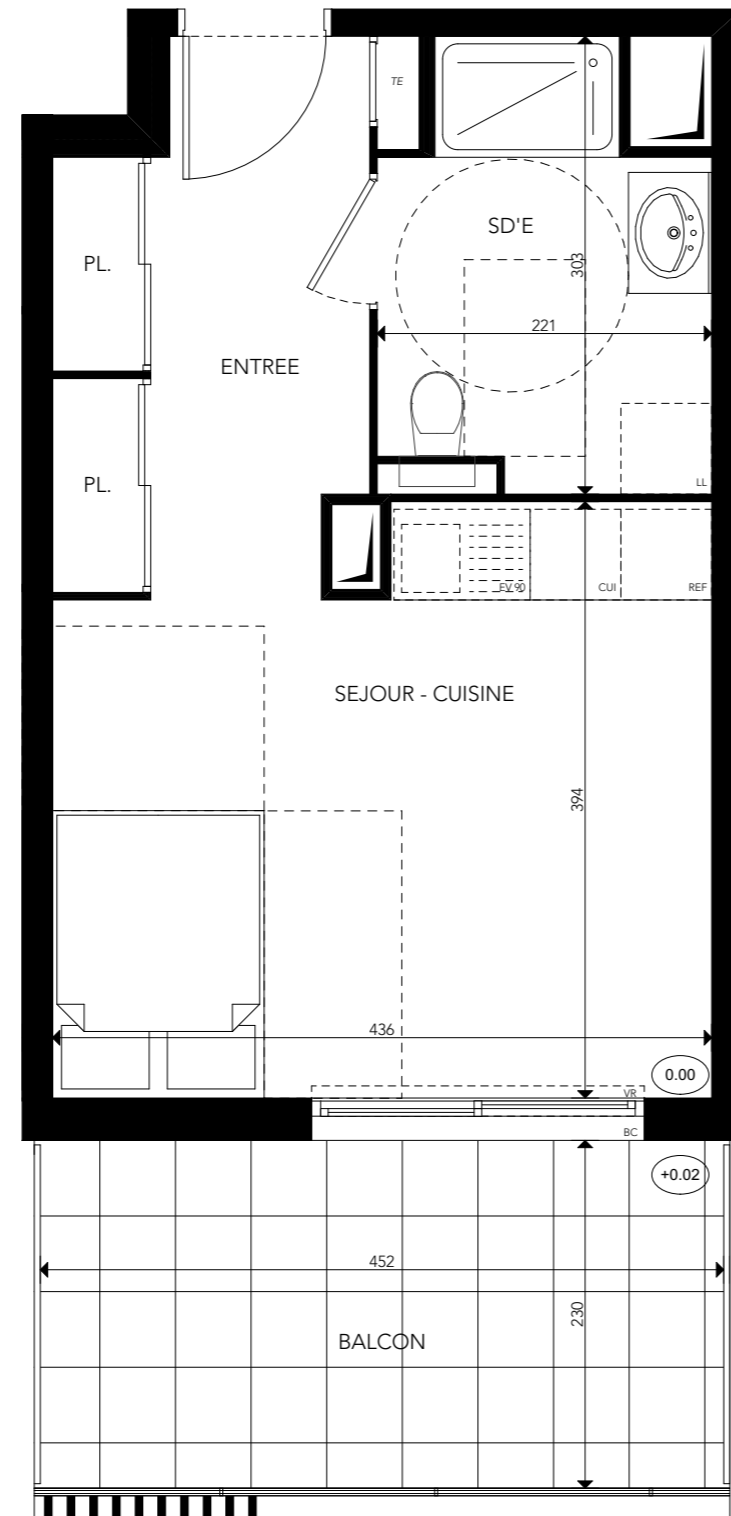 TE
SD'E
PL.
303
221
ENTREE
PL.
LL
EV.90
CUI
REF
SEJOUR - CUISINE
394
436
0.00
VR
BC
+0.02
452
230
BALCON